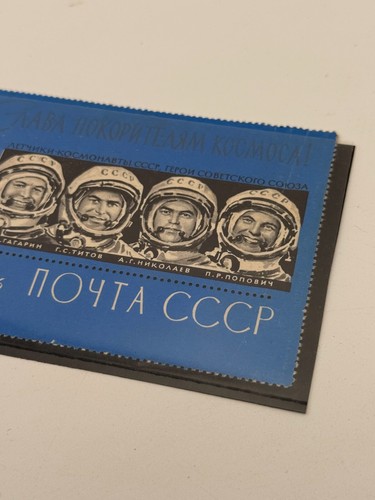 СЛАВА ПОКОРИТЕЛЯМ КОСМОСА!
ЛЕТЧИКИ-КОСМОНАВТЫ СССР, ГЕРОИ СОВЕТСКОГО СОЮЗА
СССР СССР СССР СССР
ГАГАРИН Г.С.ТИТОВ А.Г.НИКОЛАЕВ П.Р.ПОПОВИЧ
ПОЧТА СССР